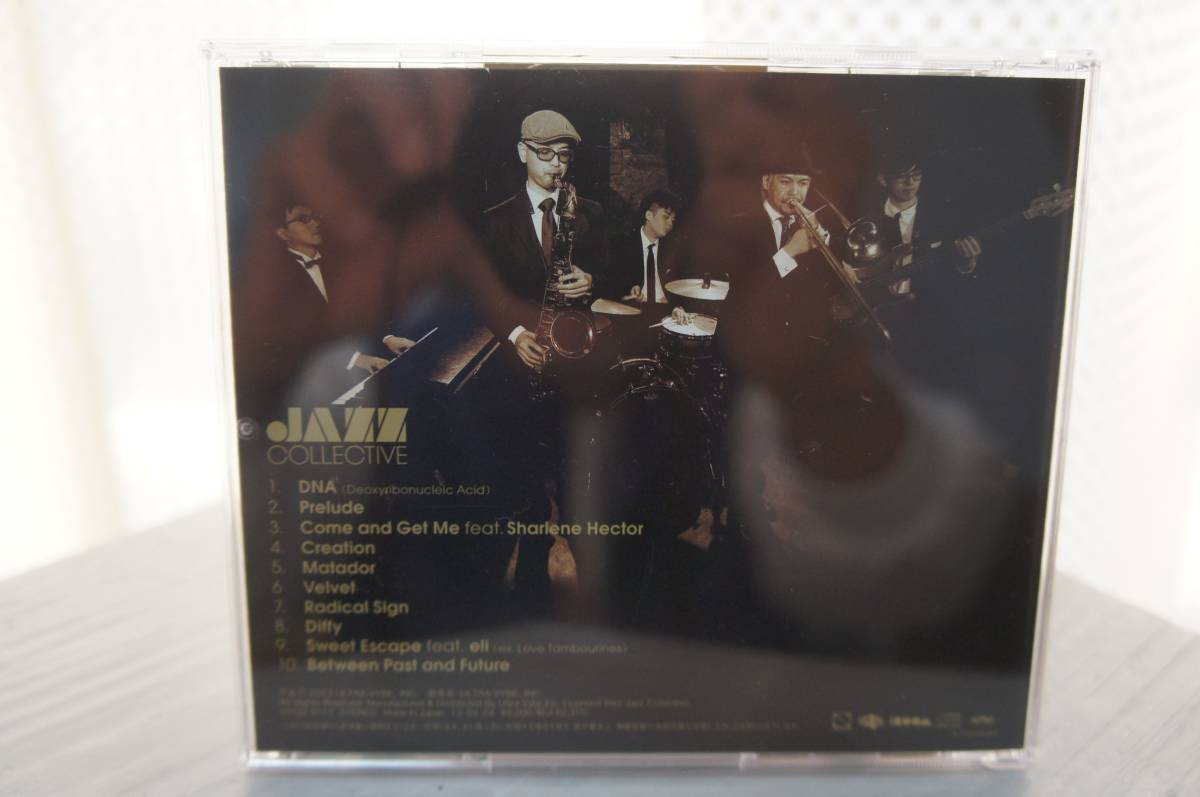 JAZZ
COLLECTIVE
1. DNA (Deoxyribonucleic Acid)
2. Prelude
3. Come and Get Me feat. Sharlene Hector
4. Creation
5. Matador
6 Velvet
7. Radical Sign
8. Diffy
9. Sweet Escape feat. eli (ex. Love Tambourines)
10. Between Past and Future